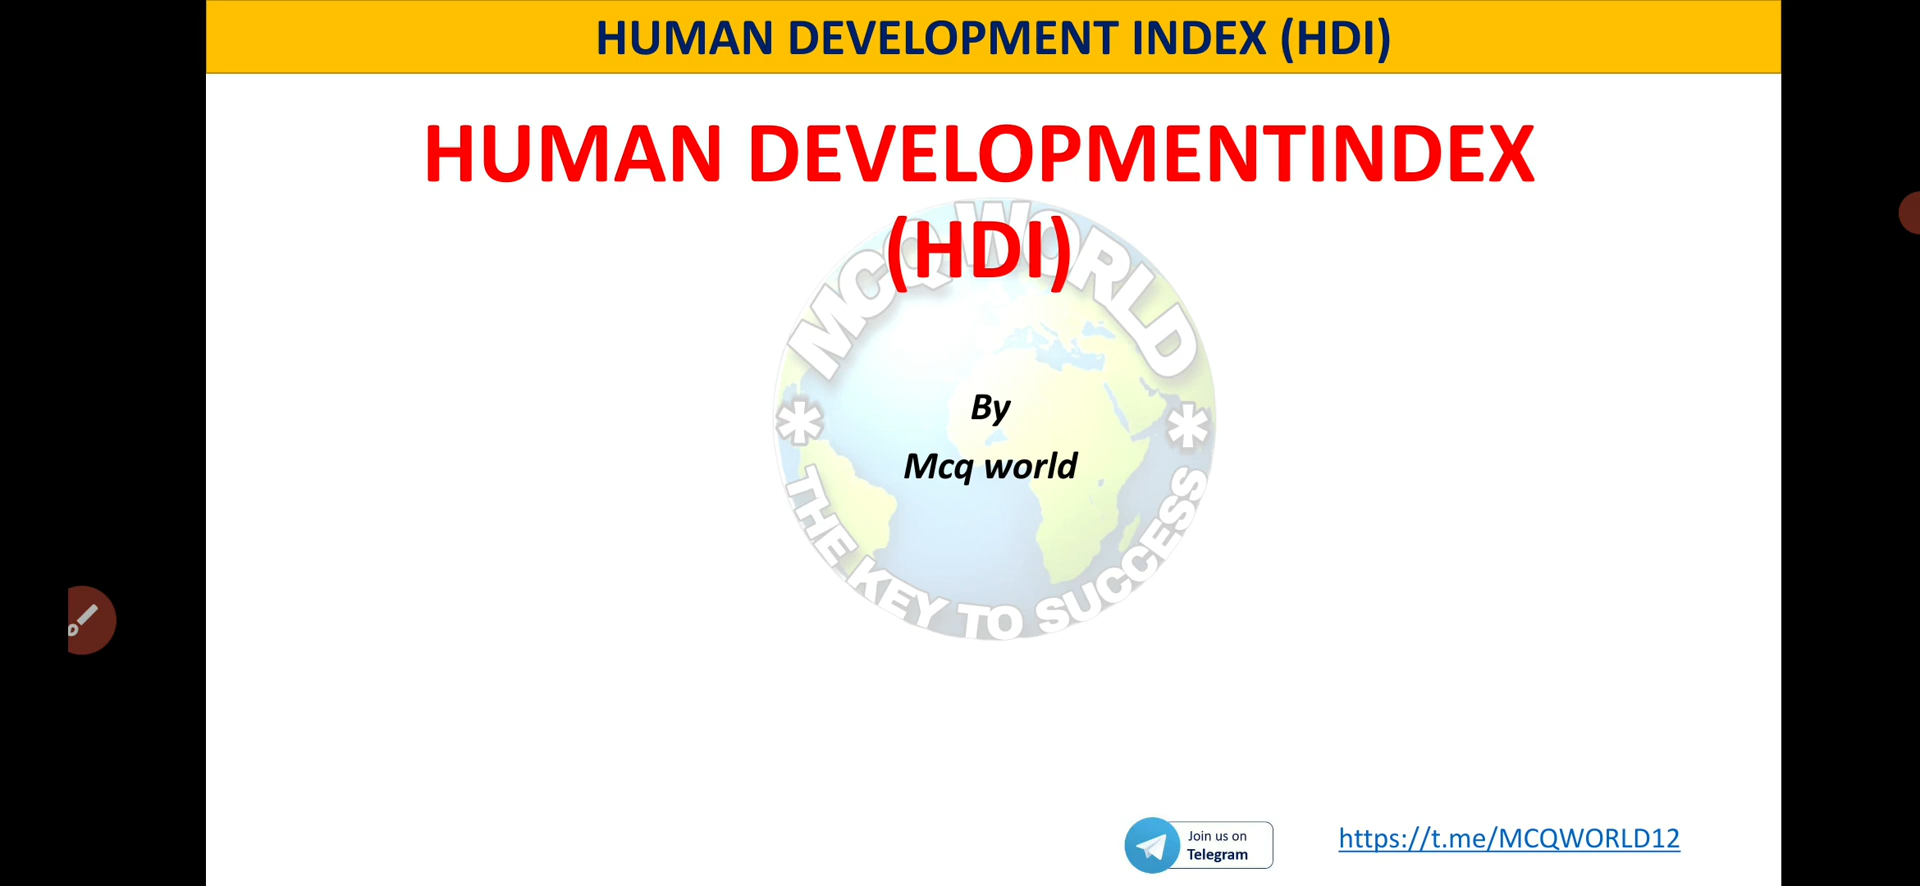 HUMAN DEVELOPMENT INDEX (HDI)
HUMAN DEVELOPMENTINDEX
(HDI)
MCQ WORLD
By
Mcq world
* THE KEY TO SUCCESS *
Join us on
Telegram
https://t.me/MCQWORLD12